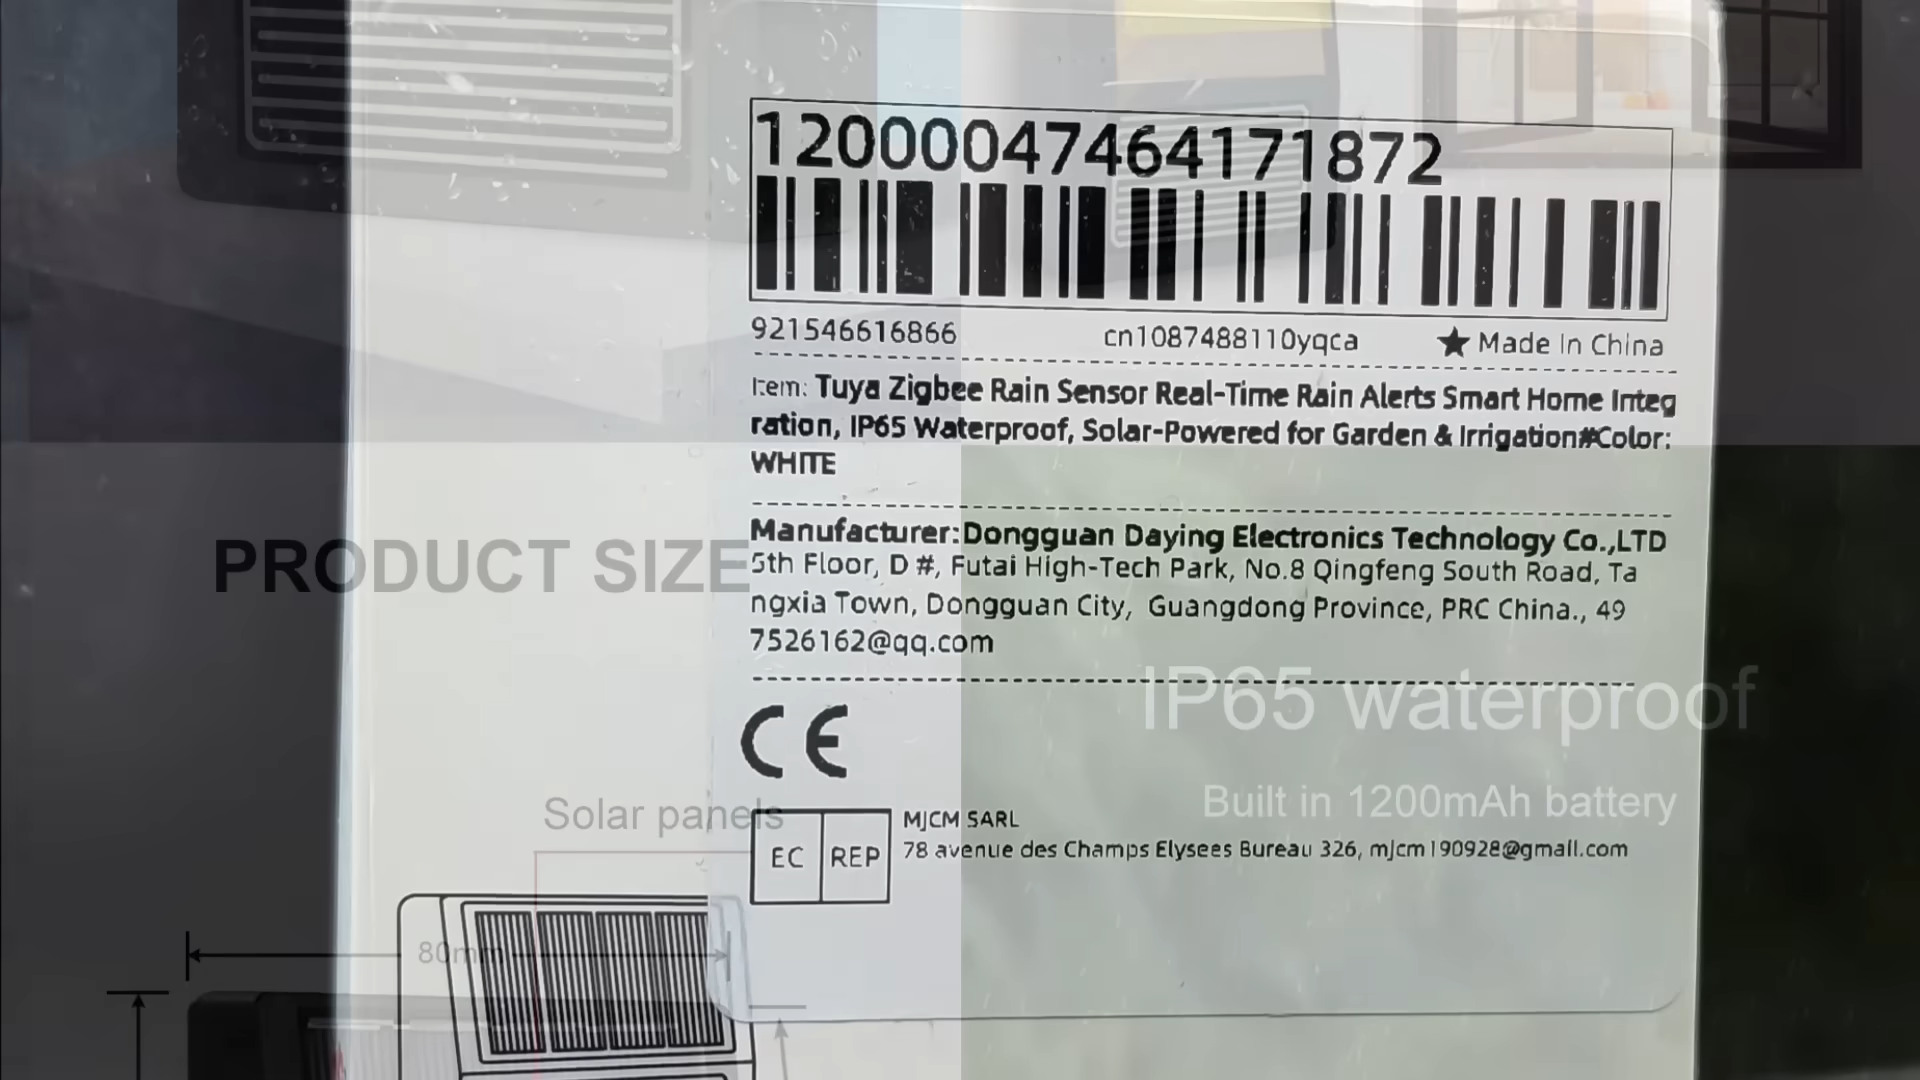 12000047464171872
921546616866 cn1087488110yqca ★ Made In China
Item: Tuya Zigbee Rain Sensor Real-Time Rain Alerts Smart Home Integ
ration, IP65 Waterproof, Solar-Powered for Garden & Irrigation#Color:
WHITE
Manufacturer:Dongguan Daying Electronics Technology Co.,LTD
5th Floor, D #, Futai High-Tech Park, No.8 Qingfeng South Road, Ta
ngxia Town, Dongguan City, Guangdong Province, PRC China., 49
7526162@qq.com
PRODUCT SIZE
IP65 waterproof
CE
Built in 1200mAh battery
Solar panels
EC REP
MJCM SARL
78 avenue des Champs Elysees Bureau 326, mjcm190928@gmail.com
80mm